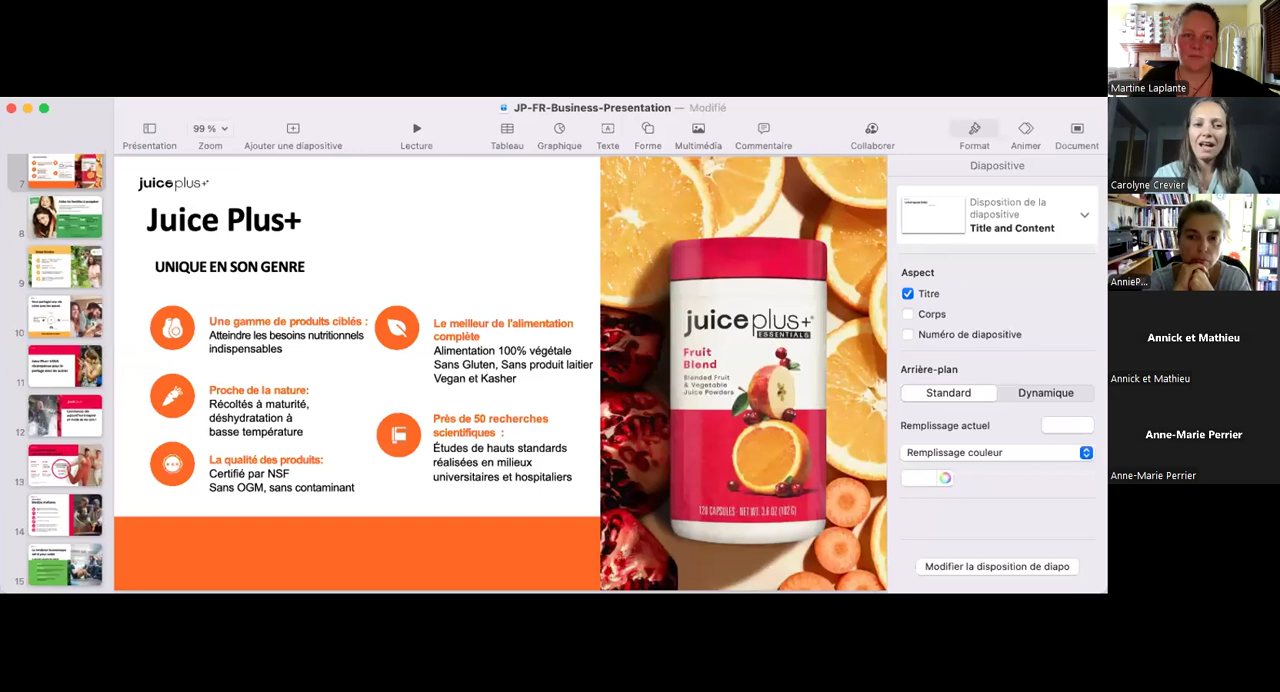 JP-FR-Business-Presentation — Modifié
99 %
Présentation
Zoom
Ajouter une diapositive
Lecture
Tableau
Graphique
Texte
Forme
Multimédia
Commentaire
Collaborer
Format
Animer
Document
7
8
9
10
11
12
13
14
15
juice plus+
Juice Plus+
UNIQUE EN SON GENRE
Une gamme de produits ciblés :
Atteindre les besoins nutritionnels
indispensables
Proche de la nature:
Récoltés à maturité,
déshydratation à
basse température
La qualité des produits:
Certifié par NSF
Sans OGM, sans contaminant
Le meilleur de l'alimentation
complète
Alimentation 100% végétale
Sans Gluten, Sans produit laitier
Vegan et Kasher
Près de 50 recherches
scientifiques :
Études de hauts standards
réalisées en milieux
universitaires et hospitaliers
juice plus+
ESSENTIALS
Fruit
Blend
Blended Fruit
& Vegetable
Juice Powders
120 CAPSULES • NET WT. 3.6 OZ (102 G)
Diapositive
Disposition de la
diapositive
Title and Content
Aspect
Titre
Corps
Numéro de diapositive
Arrière-plan
Standard
Dynamique
Remplissage actuel
Remplissage couleur
Modifier la disposition de diapo
Martine Laplante
Carolyne Crevier
AnnieP...
Annick et Mathieu
Annick et Mathieu
Anne-Marie Perrier
Anne-Marie Perrier